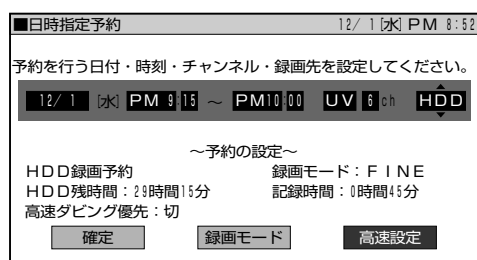 ■日時指定予約 12/ 1 [水] PM 8:52
予約を行う日付・時刻・チャンネル・録画先を設定してください。
12/ 1 [水] PM 9:15 ～ PM10:00 UV 6 ch HDD
～予約の設定～
HDD録画予約 録画モード：FINE
HDD残時間：29時間15分 記録時間：0時間45分
高速ダビング優先：切
確定 録画モード 高速設定